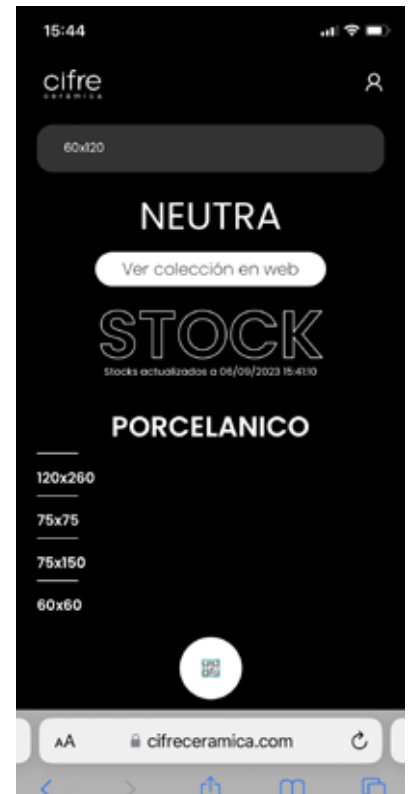 15:44
cifre
cerámica
60x120
NEUTRA
Ver colección en web
STOCK
Stocks actualizados a 06/09/2023 15:41:10
PORCELANICO
120x260
75x75
75x150
60x60
AA
cifreceramica.com